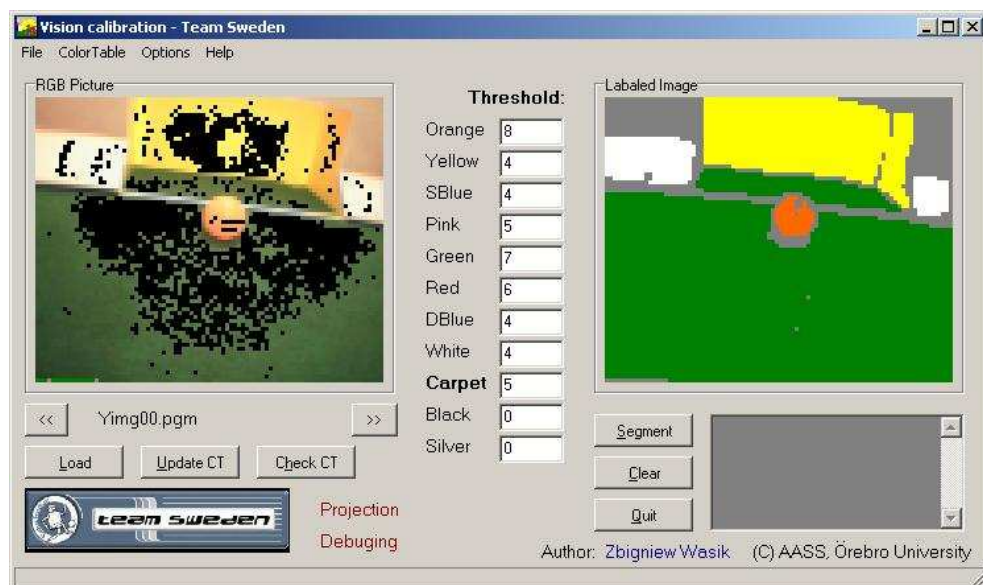 Vision calibration - Team Sweden
File ColorTable Options Help
RGB Picture
Threshold:
Orange 8
Yellow 4
SBlue 4
Pink 5
Green 7
Red 6
DBlue 4
White 4
Carpet 5
Black 0
Silver 0
Labaled Image
<< Yimg00.pgm >>
Load Update CT Check CT
Segment
Clear
Quit
team sweden
Projection
Debuging
Author: Zbigniew Wasik (C) AASS, Örebro University